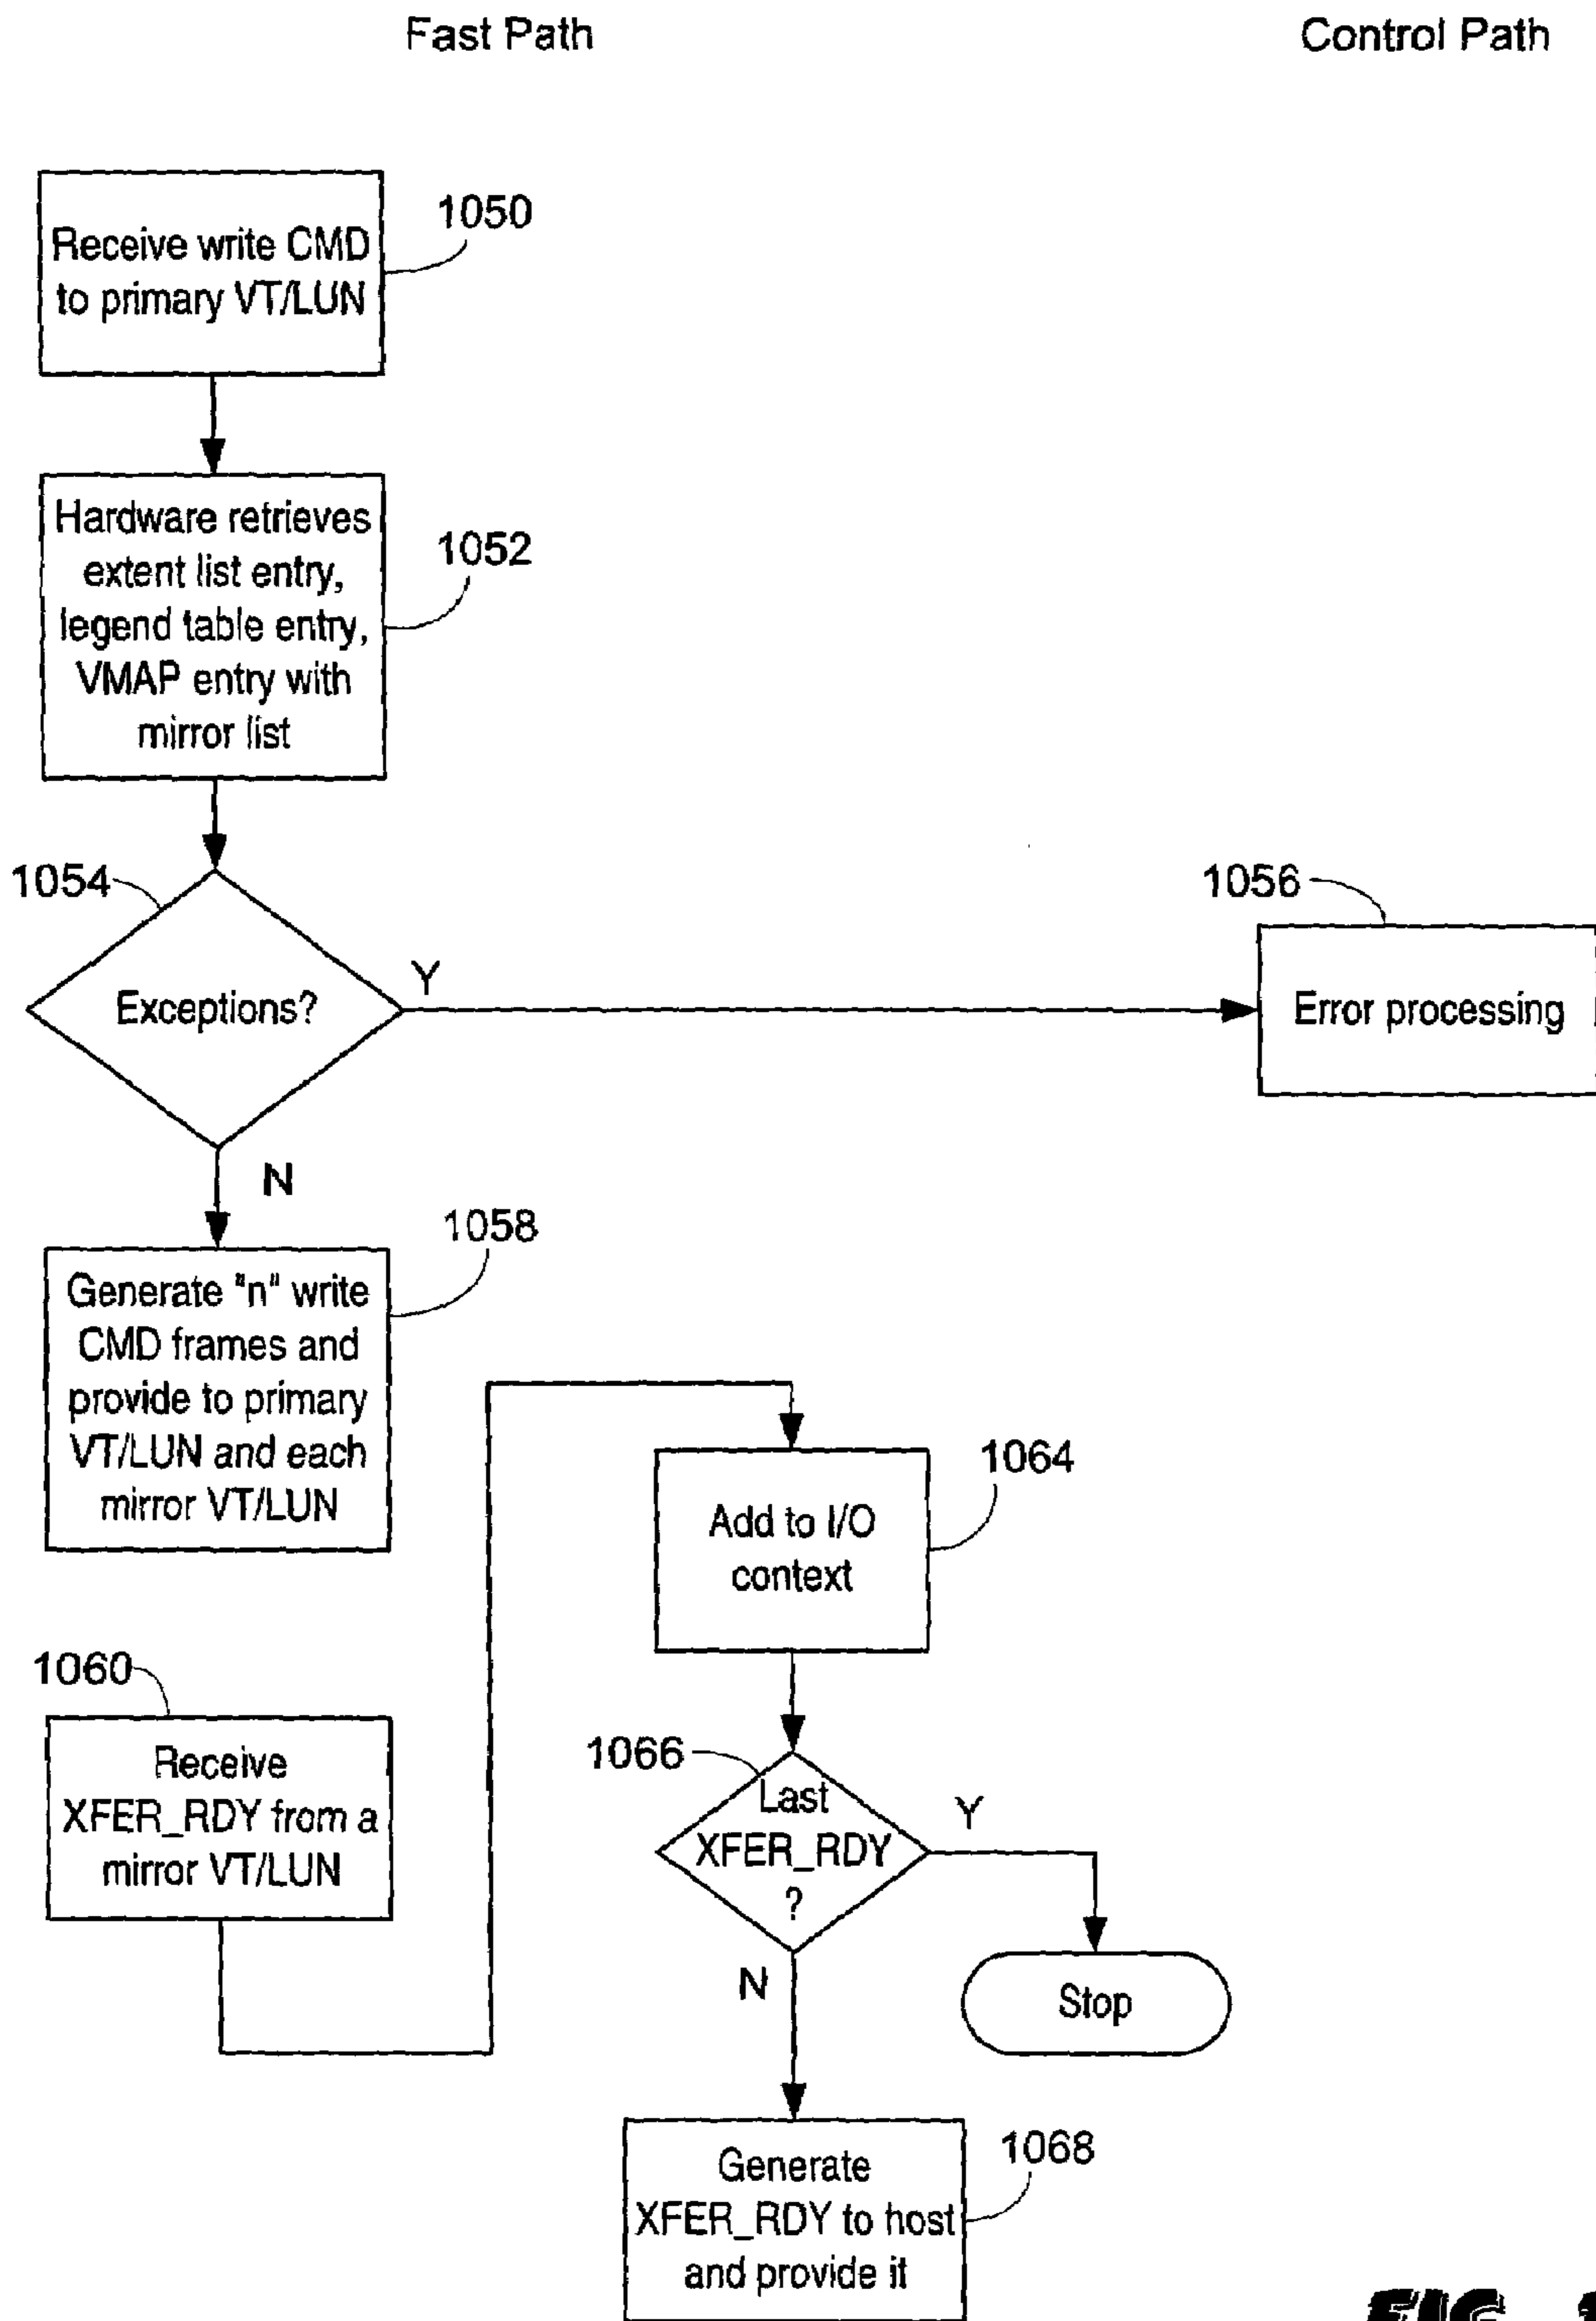 Fast Path
Control Path
1050
Receive write CMD
to primary VT/LUN
1052
Hardware retrieves
extent list entry,
legend table entry,
VMAP entry with
mirror list
1054
Exceptions?
Y
1056
Error processing
N
1058
Generate "n" write
CMD frames and
provide to primary
VT/LUN and each
mirror VT/LUN
1064
Add to I/O
context
1060
Receive
XFER_RDY from a
mirror VT/LUN
1066
Last
XFER_RDY
?
Y
N
Stop
1068
Generate
XFER_RDY to host
and provide it
FIG.